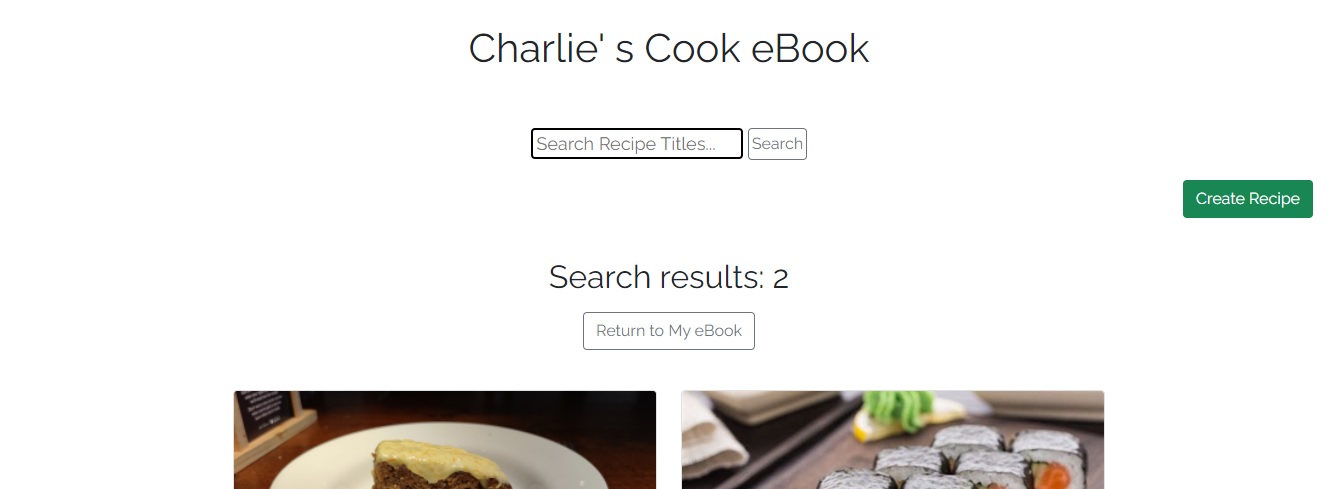 Charlie' s Cook eBook
Search Recipe Titles...
Search
Create Recipe
Search results: 2
Return to My eBook